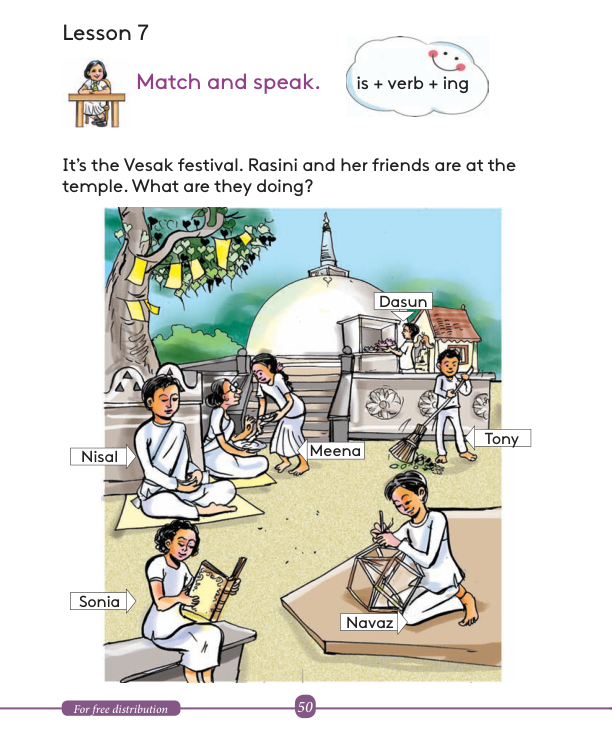 Lesson 7
Match and speak.
is + verb + ing
It's the Vesak festival. Rasini and her friends are at the
temple. What are they doing?
Dasun
Tony
Meena
Nisal
Sonia
Navaz
For free distribution
50